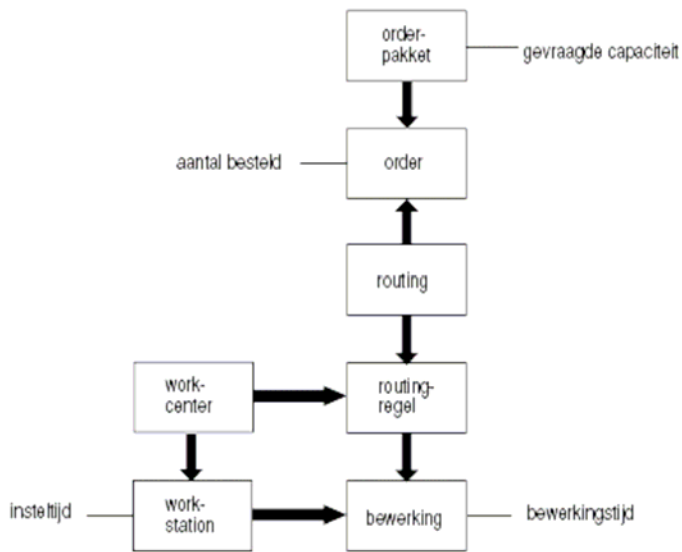 order-
pakket
gevraagde capaciteit
aantal besteld
order
routing
work-
center
routing-
regel
insteltijd
work-
station
bewerking
bewerkingstijd